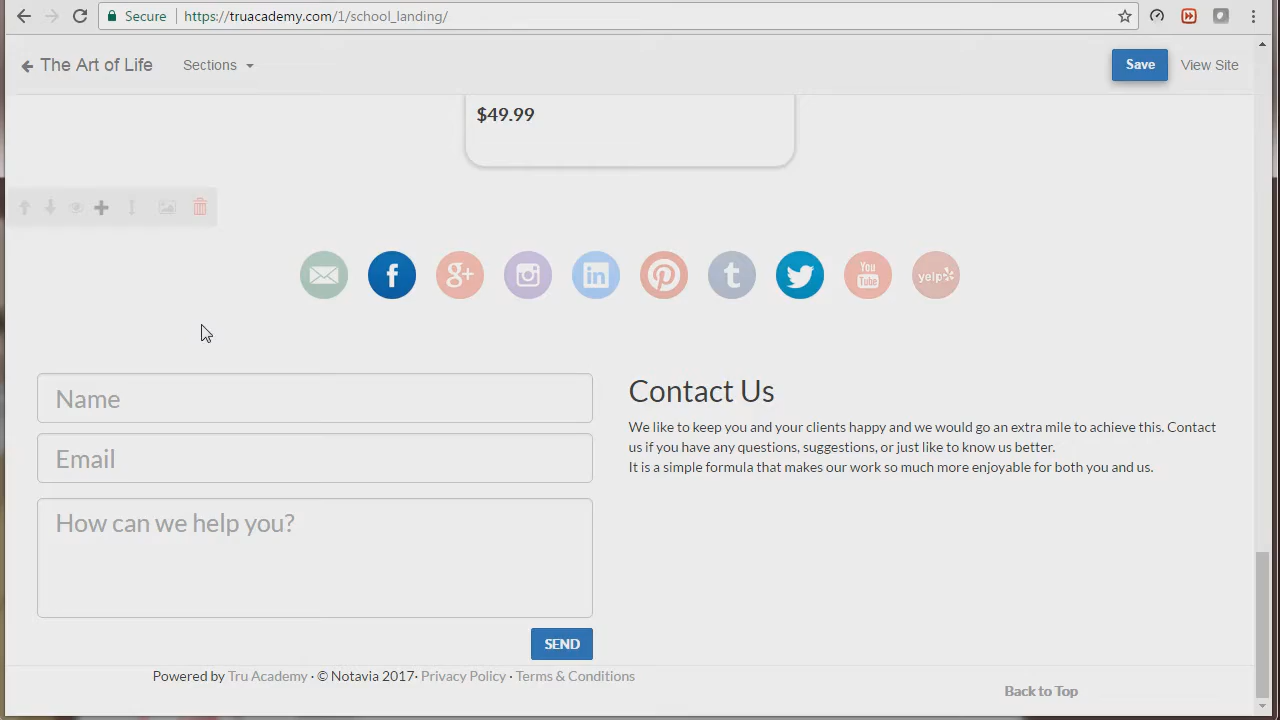 Secure https://truacademy.com/1/school_landing/
The Art of Life Sections Save View Site
$49.99
f g+ in t You Tube yelp
Name
Email
How can we help you?
SEND
Contact Us
We like to keep you and your clients happy and we would go an extra mile to achieve this. Contact
us if you have any questions, suggestions, or just like to know us better.
It is a simple formula that makes our work so much more enjoyable for both you and us.
Powered by Tru Academy · © Notavia 2017· Privacy Policy · Terms & Conditions
Back to Top